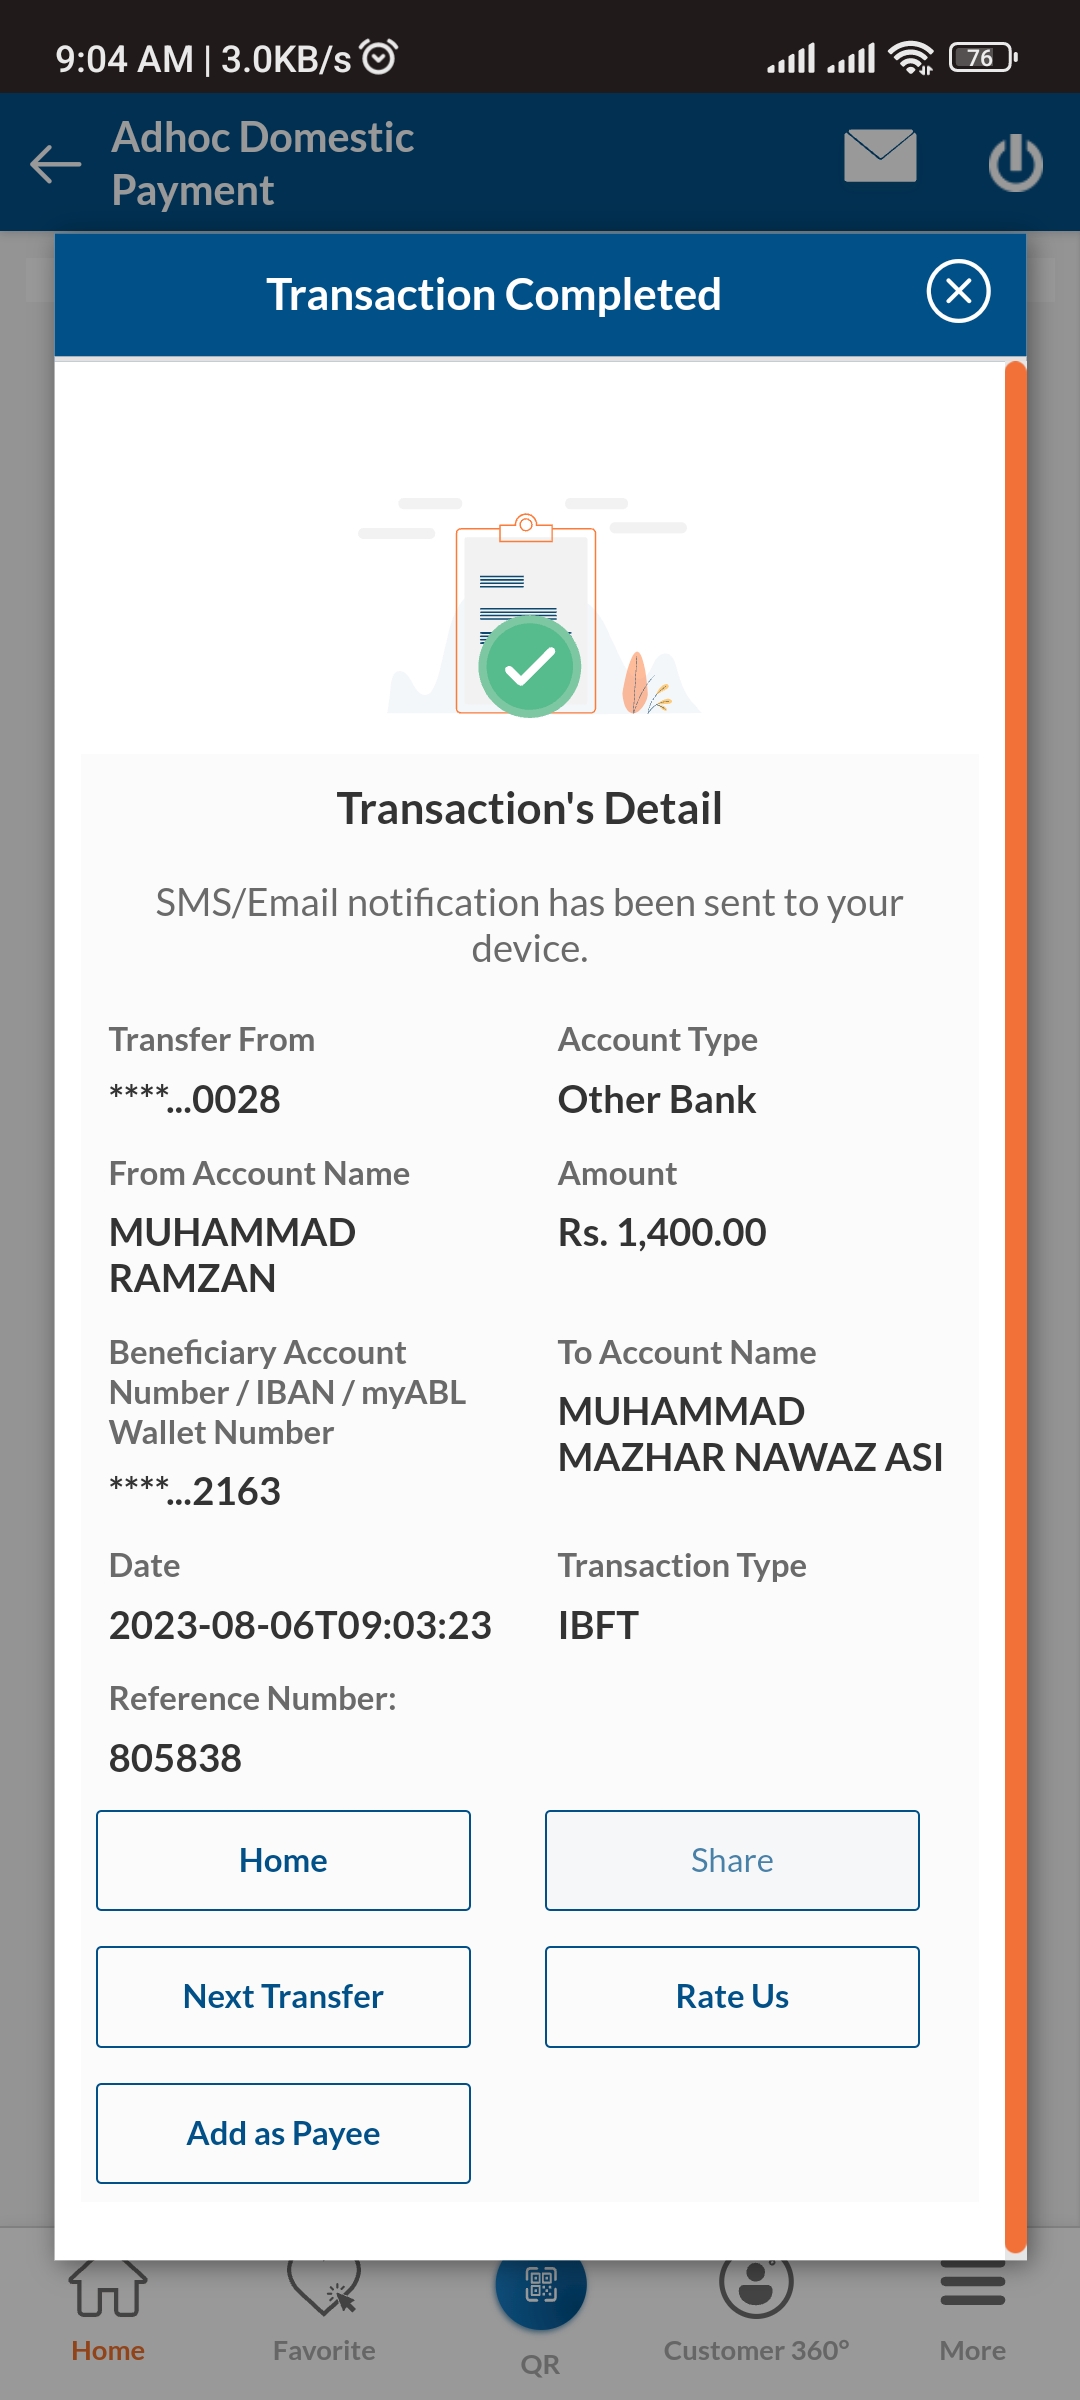 9:04 AM | 3.0KB/s
76
Adhoc Domestic
Payment
Transaction Completed
Transaction's Detail
SMS/Email notification has been sent to your
device.
Transfer From
****...0028
Account Type
Other Bank
From Account Name
MUHAMMAD
RAMZAN
Amount
Rs. 1,400.00
Beneficiary Account
Number / IBAN / myABL
Wallet Number
****...2163
To Account Name
MUHAMMAD
MAZHAR NAWAZ ASI
Date
2023-08-06T09:03:23
Transaction Type
IBFT
Reference Number:
805838
Home
Share
Next Transfer
Rate Us
Add as Payee
Home
Favorite
QR
Customer 360°
More